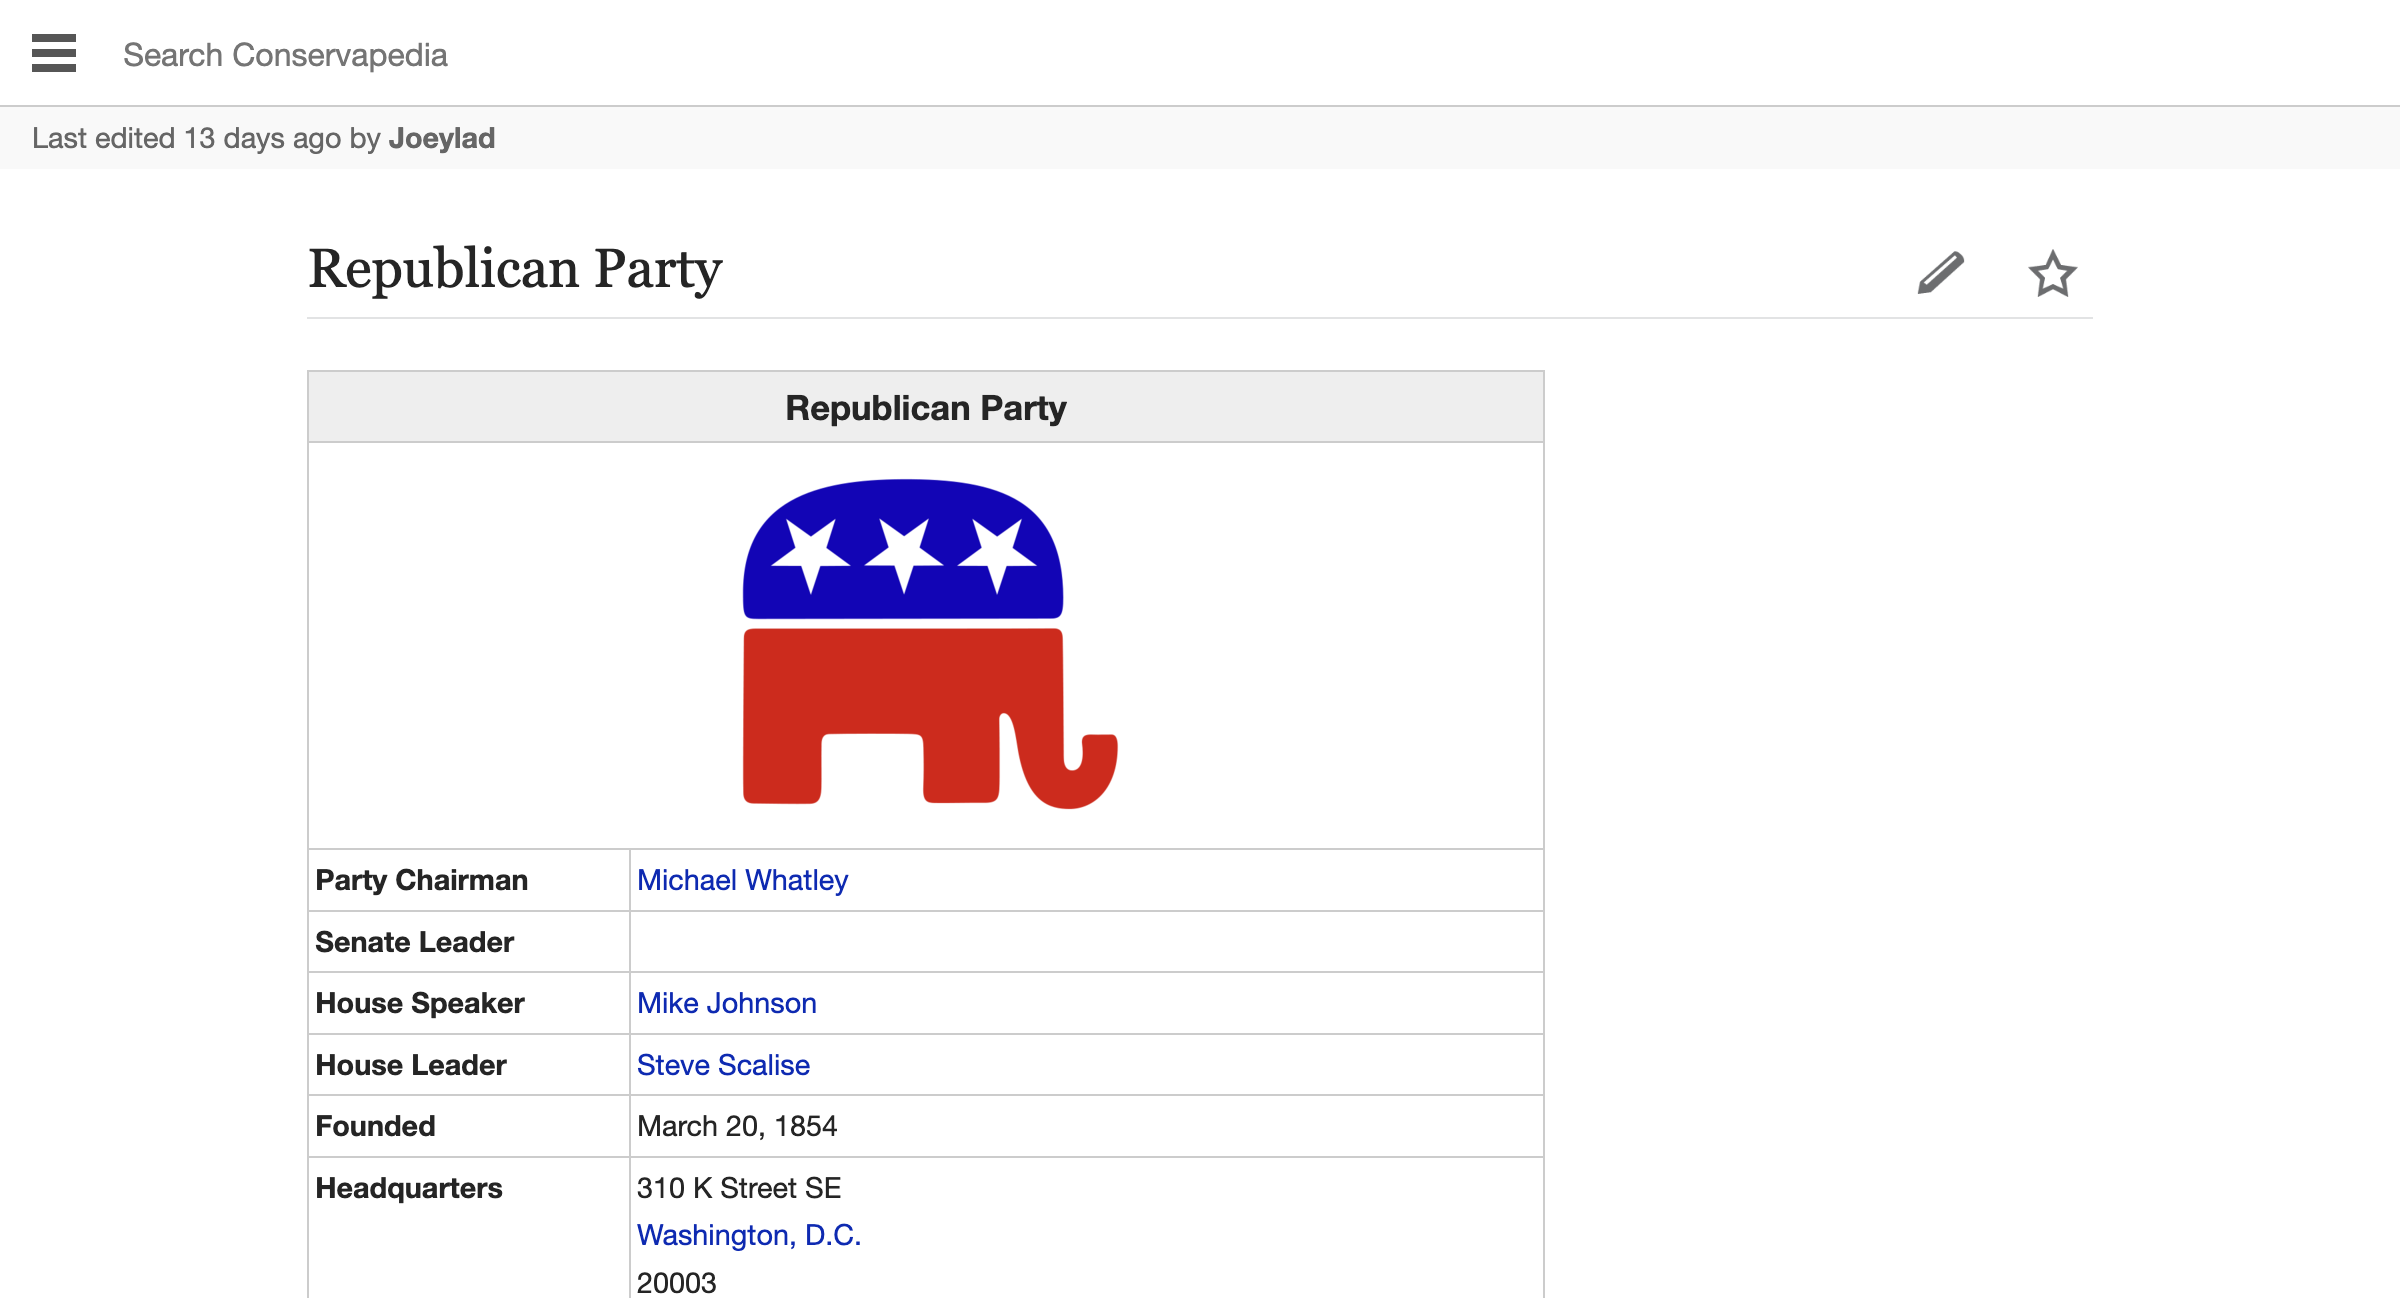 Search Conservapedia
Last edited 13 days ago by Joeylad
Republican Party
Republican Party
Party Chairman Michael Whatley
Senate Leader
House Speaker Mike Johnson
House Leader Steve Scalise
Founded March 20, 1854
Headquarters 310 K Street SE
Washington, D.C.
20003